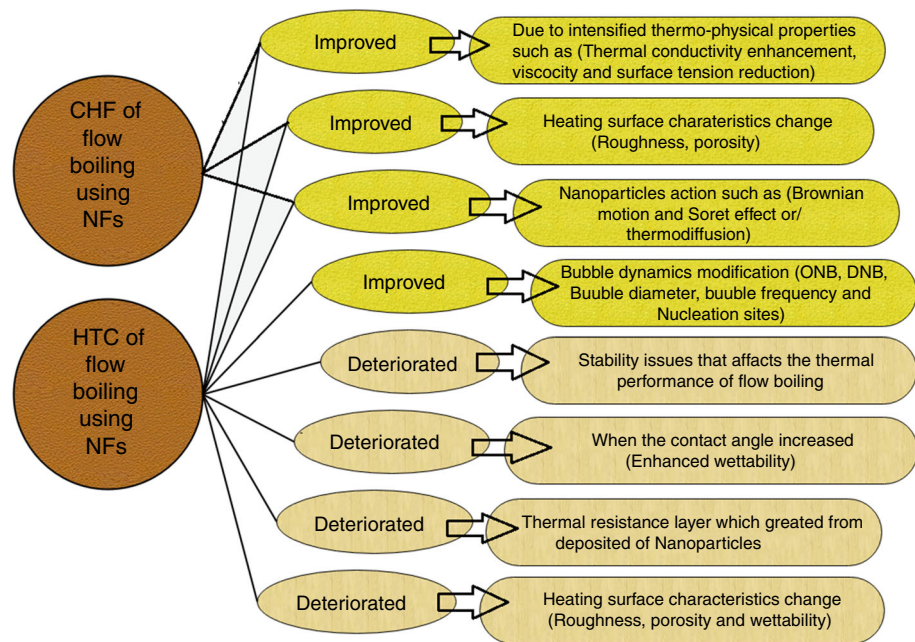 CHF of
flow
boiling
using
NFs
HTC of
flow
boiling
using
NFs
Improved
Due to intensified thermo-physical properties
such as (Thermal conductivity enhancement,
viscocity and surface tension reduction)
Improved
Heating surface charateristics change
(Roughness, porosity)
Improved
Nanoparticles action such as (Brownian
motion and Soret effect or/
thermodiffusion)
Improved
Bubble dynamics modification (ONB, DNB,
Buuble diameter, buuble frequency and
Nucleation sites)
Deteriorated
Stability issues that affacts the thermal
performance of flow boiling
Deteriorated
When the contact angle increased
(Enhanced wettability)
Deteriorated
Thermal resistance layer which greated from
deposited of Nanoparticles
Deteriorated
Heating surface characteristics change
(Roughness, porosity and wettability)